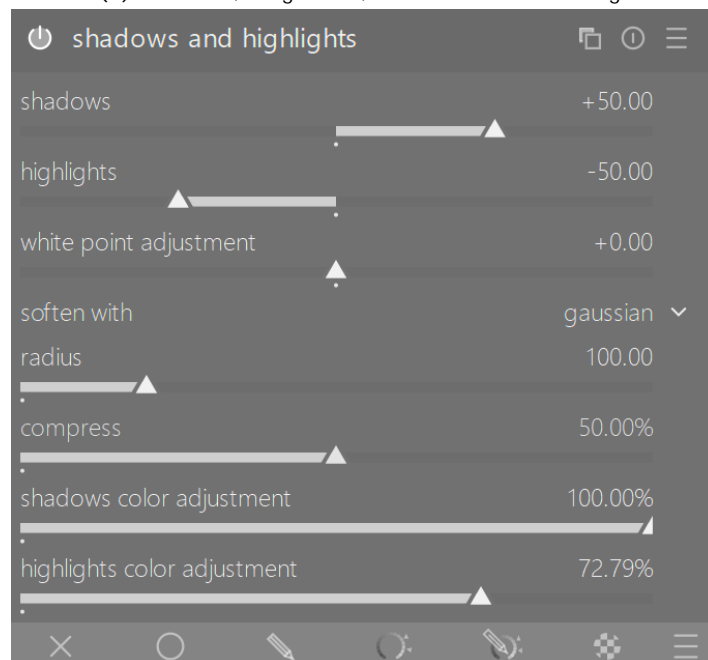 shadows and highlights
shadows +50.00
highlights -50.00
white point adjustment +0.00
soften with gaussian
radius 100.00
compress 50.00%
shadows color adjustment 100.00%
highlights color adjustment 72.79%